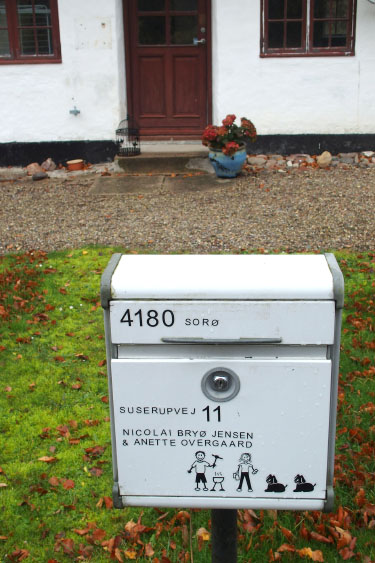 4180 SORØ
SUSERUPVEJ 11
NICOLAI BRYØ JENSEN
& ANETTE OVERGAARD